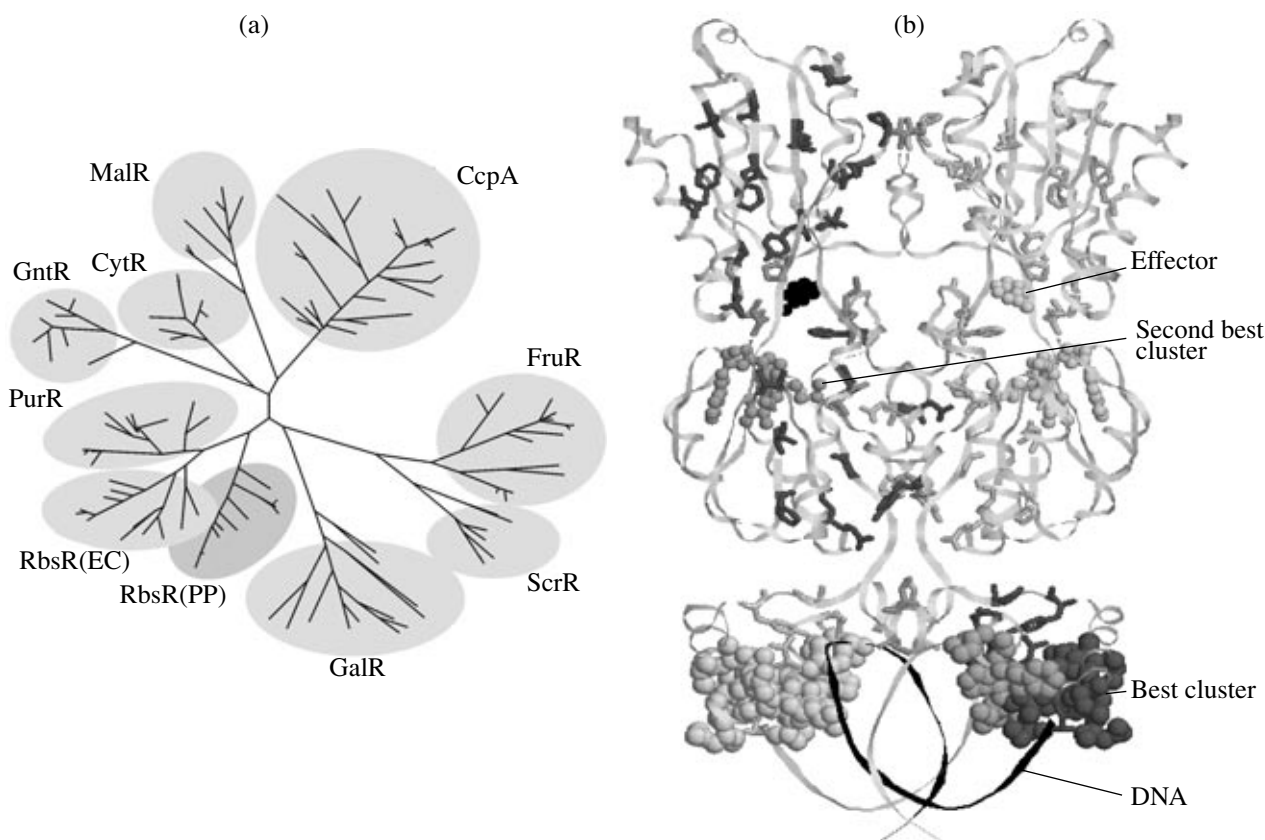 (a)
MalR
CcpA
GntR
CytR
PurR
FruR
RbsR(EC)
RbsR(PP)
ScrR
GalR
(b)
Effector
Second best
cluster
Best cluster
DNA